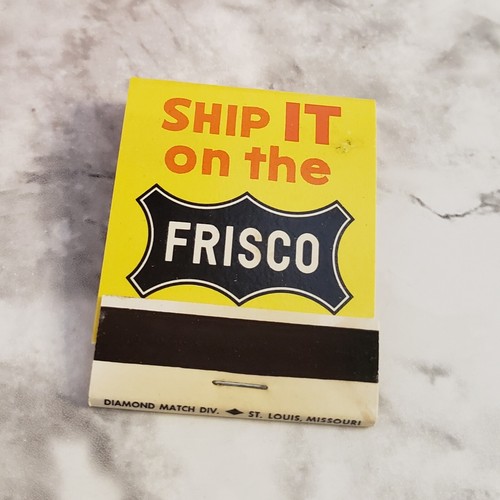 SHIP IT
on the
FRISCO
DIAMOND MATCH DIV. ◆ ST. LOUIS, MISSOURI